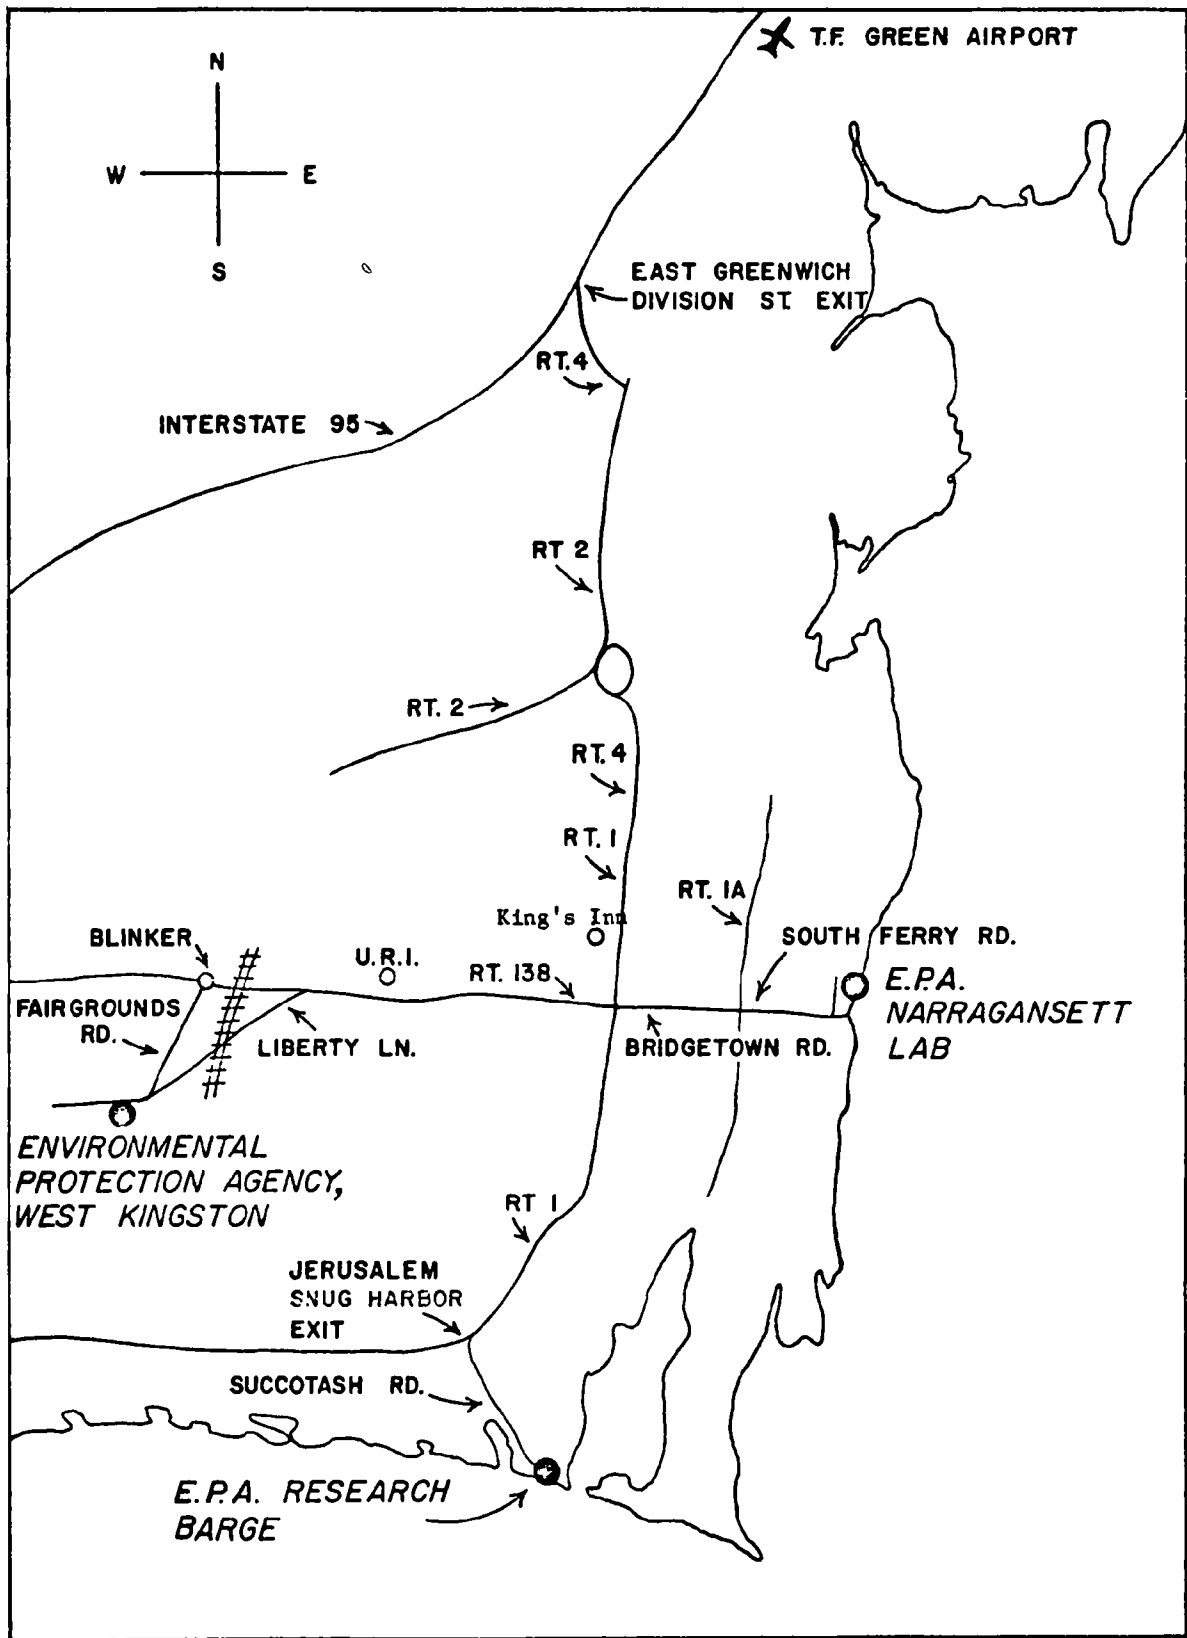 T.F. GREEN AIRPORT
N
W
E
S
EAST GREENWICH
DIVISION ST. EXIT
RT. 4
INTERSTATE 95
RT 2
RT. 2
RT. 4
RT. 1
RT. 1A
King's Inn
BLINKER
U.R.I.
RT. 138
SOUTH FERRY RD.
E.P.A.
NARRAGANSETT
LAB
FAIRGROUNDS
RD.
LIBERTY LN.
BRIDGETOWN RD.
ENVIRONMENTAL
PROTECTION AGENCY,
WEST KINGSTON
RT 1
JERUSALEM
SNUG HARBOR
EXIT
SUCCOTASH RD.
E.P.A. RESEARCH
BARGE